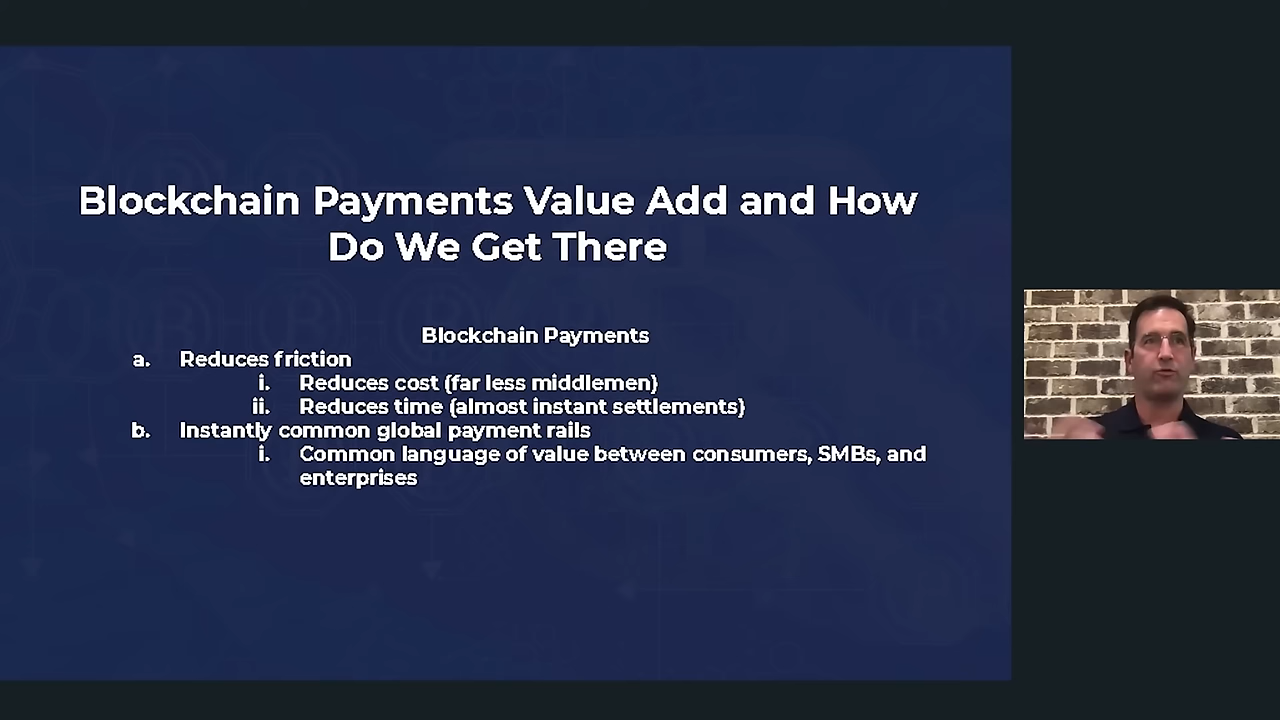 Blockchain Payments Value Add and How
Do We Get There
Blockchain Payments
a. Reduces friction
i. Reduces cost (far less middlemen)
ii. Reduces time (almost instant settlements)
b. Instantly common global payment rails
i. Common language of value between consumers, SMBs, and
enterprises